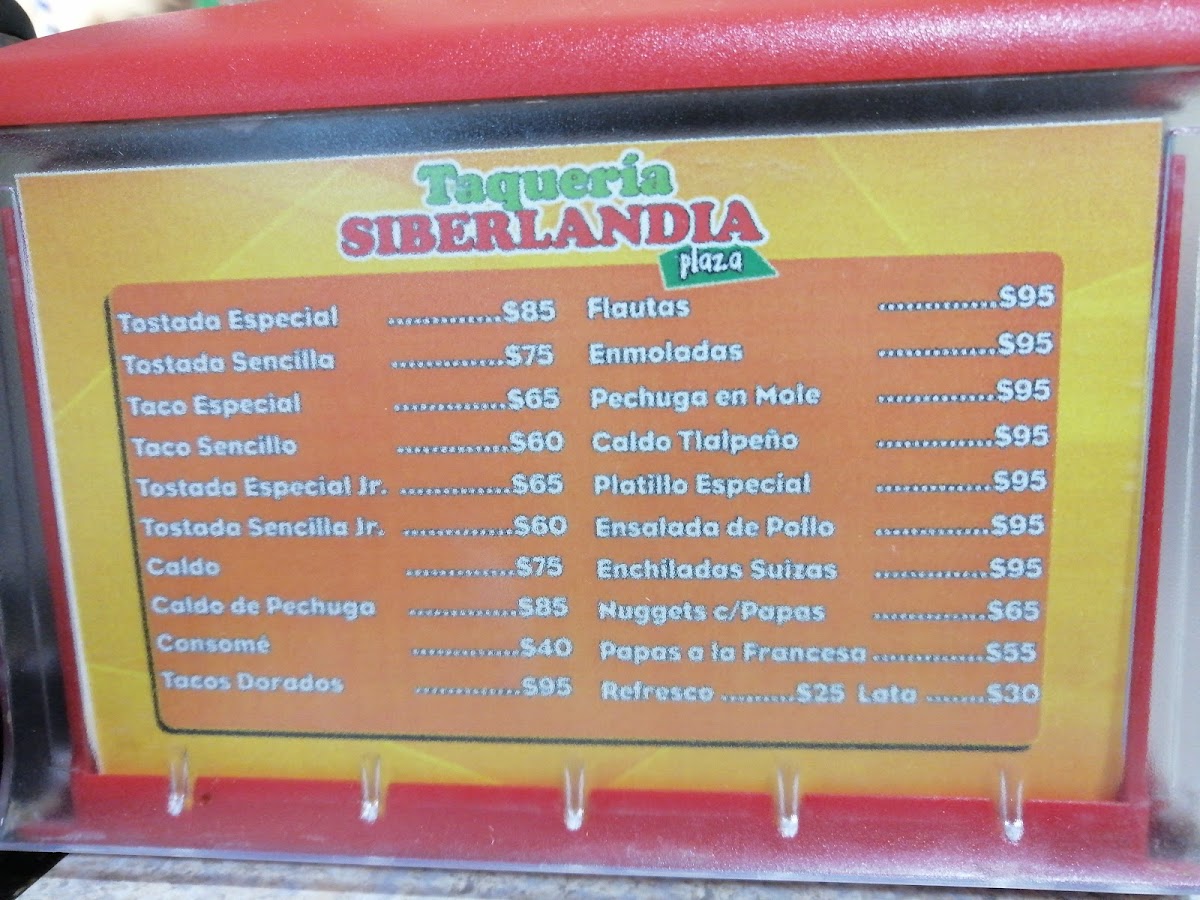 Taquería
SIBERLANDIA
plaza
Tostada Especial ............$85
Tostada Sencilla ............$75
Taco Especial ............$65
Taco Sencillo ............$60
Tostada Especial Jr. ............$65
Tostada Sencilla Jr. ............$60
Caldo ............$75
Caldo de Pechuga ............$85
Consomé ............$40
Tacos Dorados ............$95
Flautas ............$95
Enmoladas ............$95
Pechuga en Mole ............$95
Caldo Tlalpeño ............$95
Platillo Especial ............$95
Ensalada de Pollo ............$95
Enchiladas Suizas ............$95
Nuggets c/Papas ............$65
Papas a la Francesa ............$55
Refresco ........$25 Lata .......$30